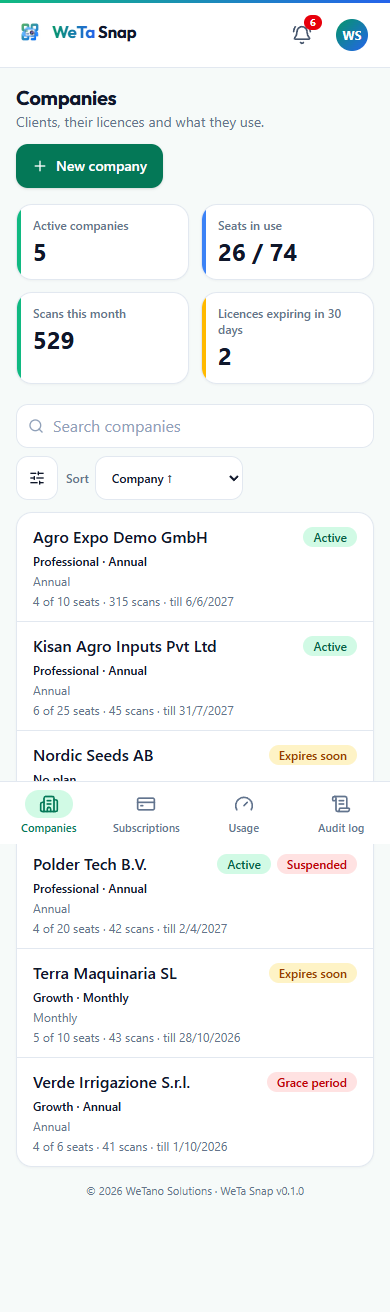 WeTa Snap
6
WS
Companies
Clients, their licences and what they use.
+ New company
Active companies
5
Seats in use
26 / 74
Scans this month
529
Licences expiring in 30
days
2
Search companies
Sort
Company ↑
Agro Expo Demo GmbH
Active
Professional · Annual
Annual
4 of 10 seats · 315 scans · till 6/6/2027
Kisan Agro Inputs Pvt Ltd
Active
Professional · Annual
Annual
6 of 25 seats · 45 scans · till 31/7/2027
Nordic Seeds AB
Expires soon
No plan
Companies
Subscriptions
Usage
Audit log
Polder Tech B.V.
Active
Suspended
Professional · Annual
Annual
4 of 20 seats · 42 scans · till 2/4/2027
Terra Maquinaria SL
Expires soon
Growth · Monthly
Monthly
5 of 10 seats · 43 scans · till 28/10/2026
Verde Irrigazione S.r.l.
Grace period
Growth · Annual
Annual
4 of 6 seats · 41 scans · till 1/10/2026
© 2026 WeTano Solutions · WeTa Snap v0.1.0